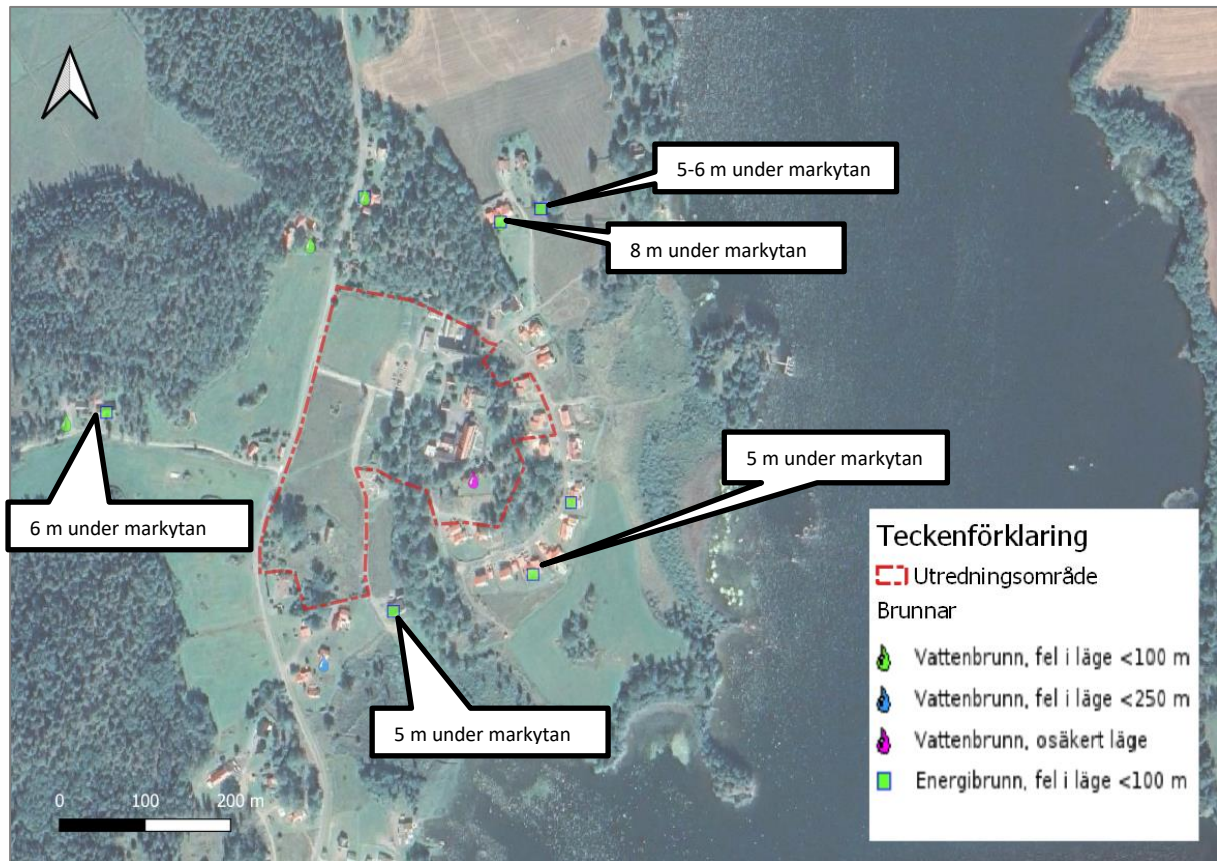 5-6 m under markytan
8 m under markytan
5 m under markytan
6 m under markytan
5 m under markytan
Teckenförklaring
Utredningsområde
Brunnar
Vattenbrunn, fel i läge <100 m
Vattenbrunn, fel i läge <250 m
Vattenbrunn, osäkert läge
Energibrunn, fel i läge <100 m
0 100 200 m